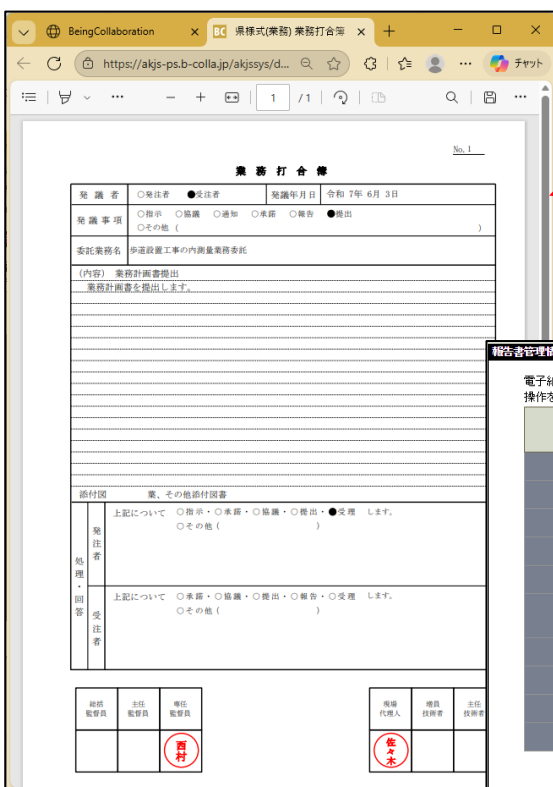 BeingCollaboration
BC 県様式(業務) 業務打合簿
https://akjs-ps.b-colla.jp/akjssys/d...
チャット
1 /1
No. 1
業 務 打 合 簿
発 議 者 ○発注者 ●受注者 発議年月日 令和 7年 6月 3日
発 議 事 項 ○指示 ○協議 ○通知 ○承諾 ○報告 ●提出
○その他 ( )
委託業務名 歩道設置工事の内測量業務委託
(内容) 業務計画書提出
業務計画書を提出します。
添付図 葉、その他添付図書
処理・回答
発注者
上記について ○指示・○承諾・○協議・○提出・●受理 します。
○その他 ( )
受注者
上記について ○承諾・○協議・○提出・○報告・○受理 します。
○その他 ( )
総括監督員 主任監督員 専任監督員
西村
現場代理人 増員技術者 主任技術者
佐々木
報告書管理情
電子納
操作を